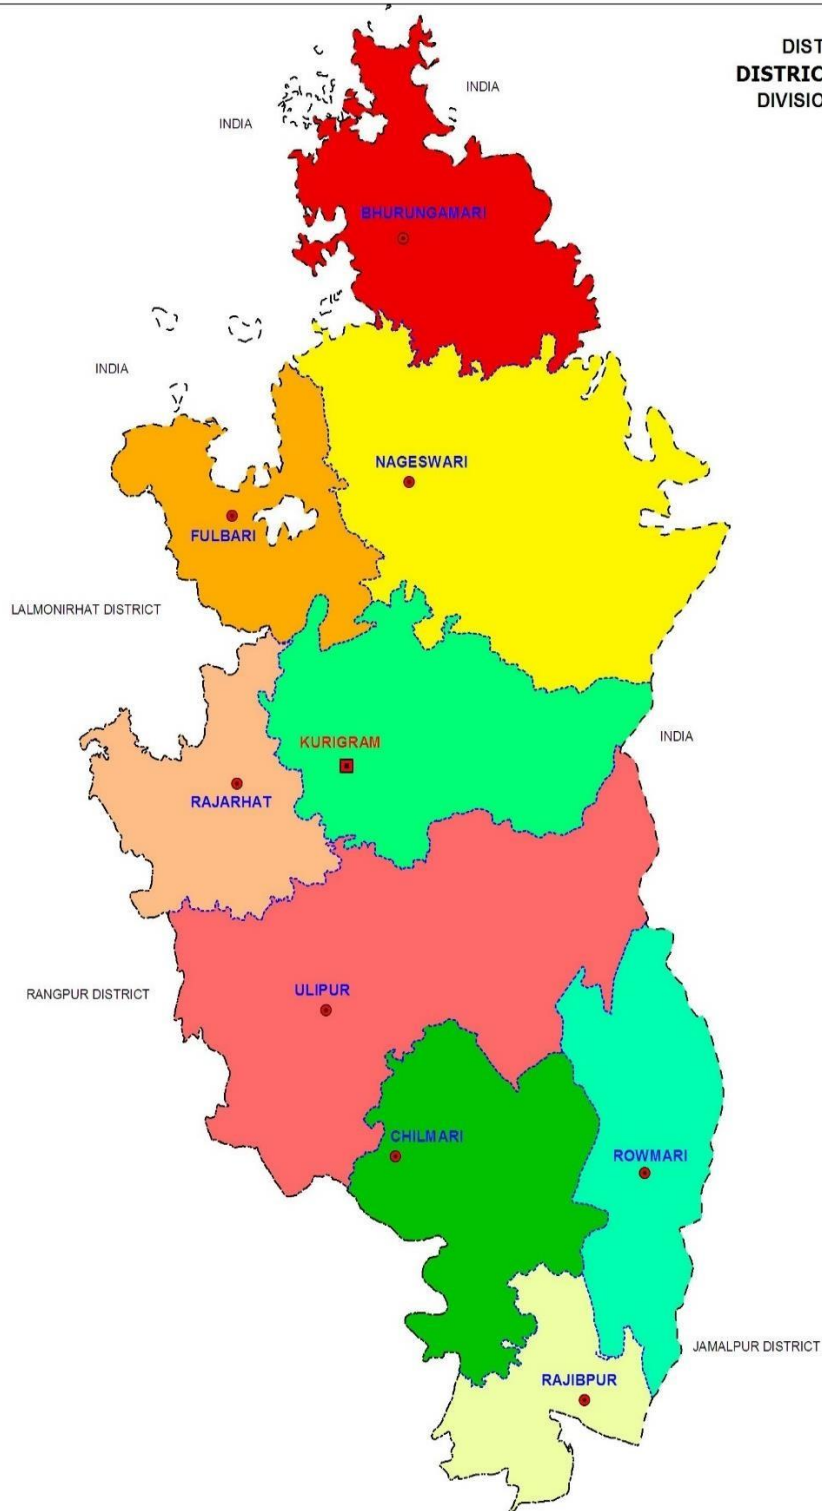 DIST
DISTRIC
DIVISIO
INDIA
INDIA
BHURUNGAMARI
INDIA
NAGESWARI
FULBARI
LALMONIRHAT DISTRICT
INDIA
KURIGRAM
RAJARHAT
RANGPUR DISTRICT
ULIPUR
CHILMARI
ROWMARI
JAMALPUR DISTRICT
RAJIBPUR